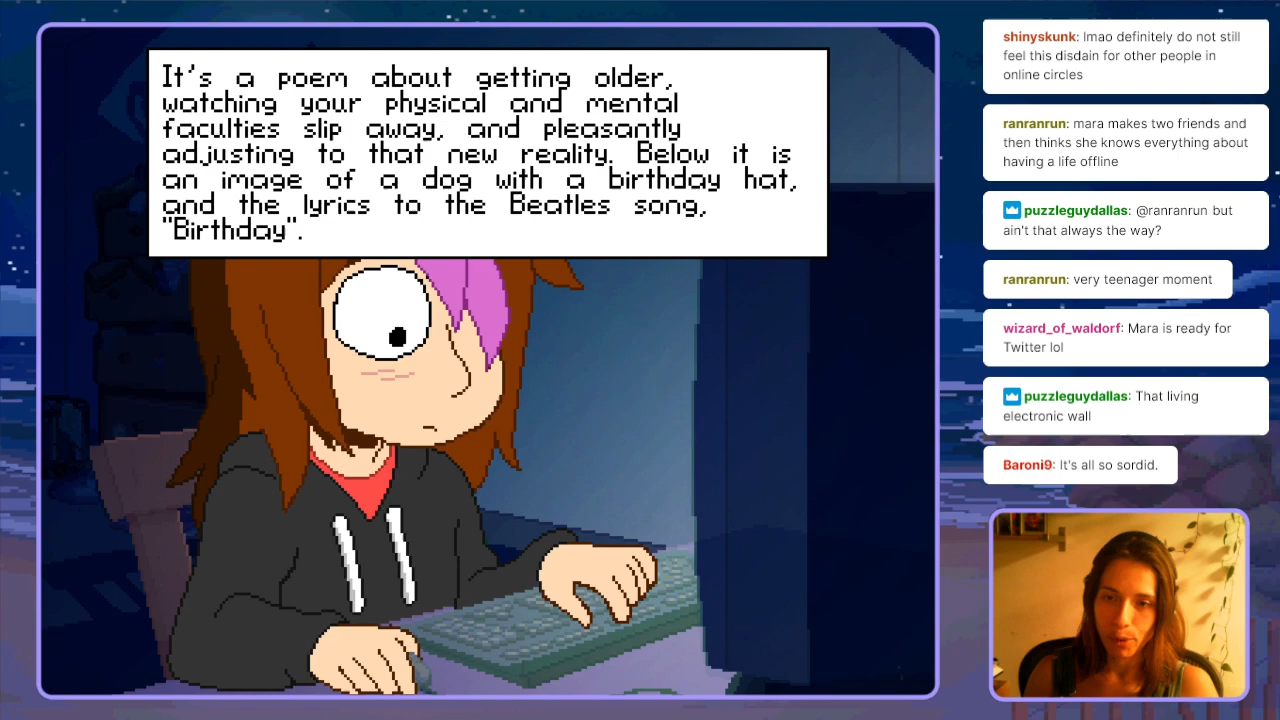 It's a poem about getting older,
watching your physical and mental
faculties slip away, and pleasantly
adjusting to that new reality. Below it is
an image of a dog with a birthday hat,
and the lyrics to the Beatles song,
"Birthday".
shinyskunk: lmao definitely do not still
feel this disdain for other people in
online circles
ranranrun: mara makes two friends and
then thinks she knows everything about
having a life offline
puzzleguydallas: @ranranrun but
ain't that always the way?
ranranrun: very teenager moment
wizard_of_waldorf: Mara is ready for
Twitter lol
puzzleguydallas: That living
electronic wall
Baroni9: It's all so sordid.